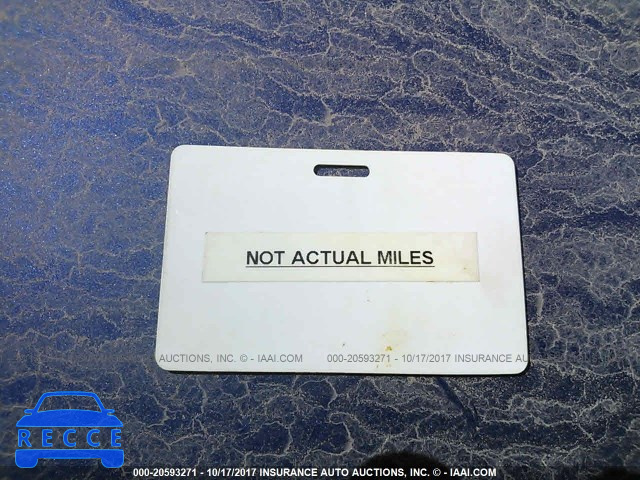 NOT ACTUAL MILES
AUCTIONS, INC. © - IAAI.COM 000-20593271 - 10/17/2017 INSURANCE AU
RECCE
000-20593271 - 10/17/2017 INSURANCE AUTO AUCTIONS, INC. © - IAAI.COM